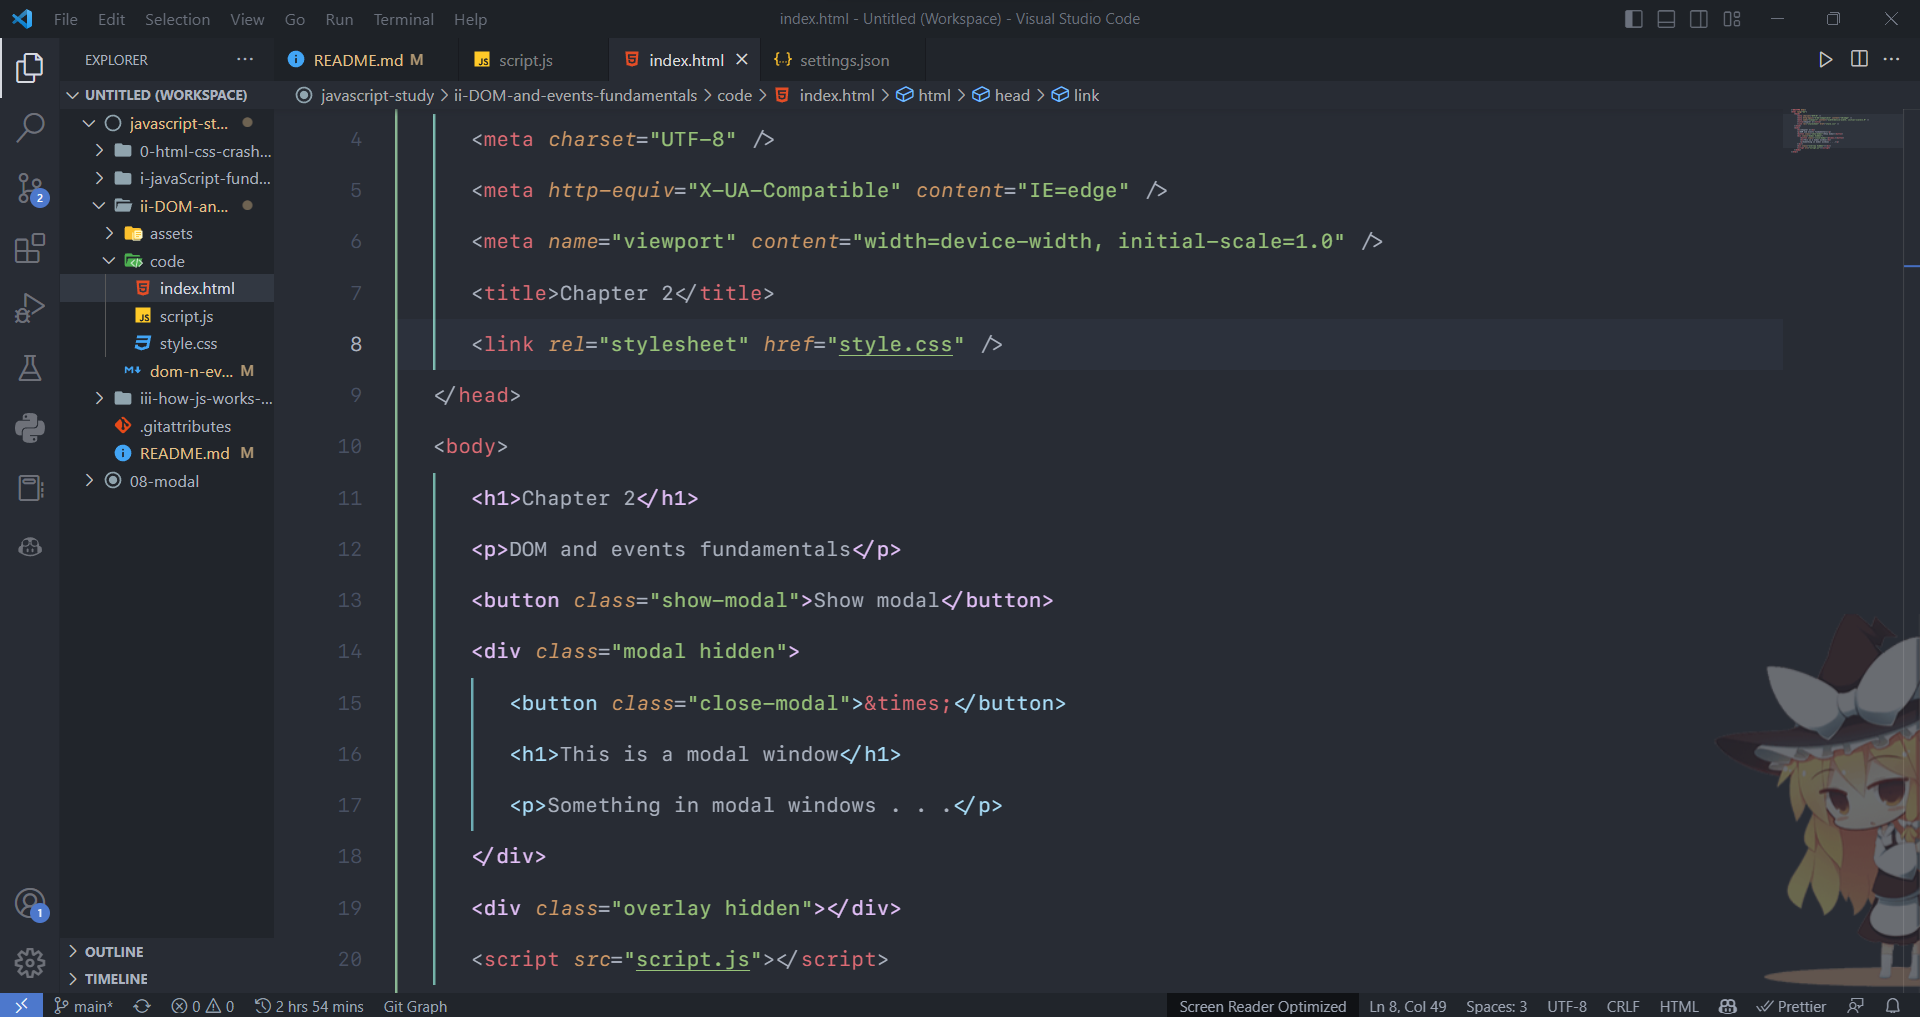 File Edit Selection View Go Run Terminal Help
index.html - Untitled (Workspace) - Visual Studio Code
EXPLORER
README.md M
script.js
index.html
settings.json
UNTITLED (WORKSPACE)
javascript-study > ii-DOM-and-events-fundamentals > code > index.html > html > head > link
javascript-st...
0-html-css-crash...
i-javaScript-fund...
ii-DOM-an...
assets
code
index.html
script.js
style.css
dom-n-ev... M
iii-how-js-works-...
.gitattributes
README.md M
08-modal
2
1
OUTLINE
TIMELINE
4 <meta charset="UTF-8" />
5 <meta http-equiv="X-UA-Compatible" content="IE=edge" />
6 <meta name="viewport" content="width=device-width, initial-scale=1.0" />
7 <title>Chapter 2</title>
8 <link rel="stylesheet" href="style.css" />
9 </head>
10 <body>
11 <h1>Chapter 2</h1>
12 <p>DOM and events fundamentals</p>
13 <button class="show-modal">Show modal</button>
14 <div class="modal hidden">
15 <button class="close-modal">&times;</button>
16 <h1>This is a modal window</h1>
17 <p>Something in modal windows . . .</p>
18 </div>
19 <div class="overlay hidden"></div>
20 <script src="script.js"></script>
main* 0 0 2 hrs 54 mins Git Graph
Screen Reader Optimized Ln 8, Col 49 Spaces: 3 UTF-8 CRLF HTML Prettier